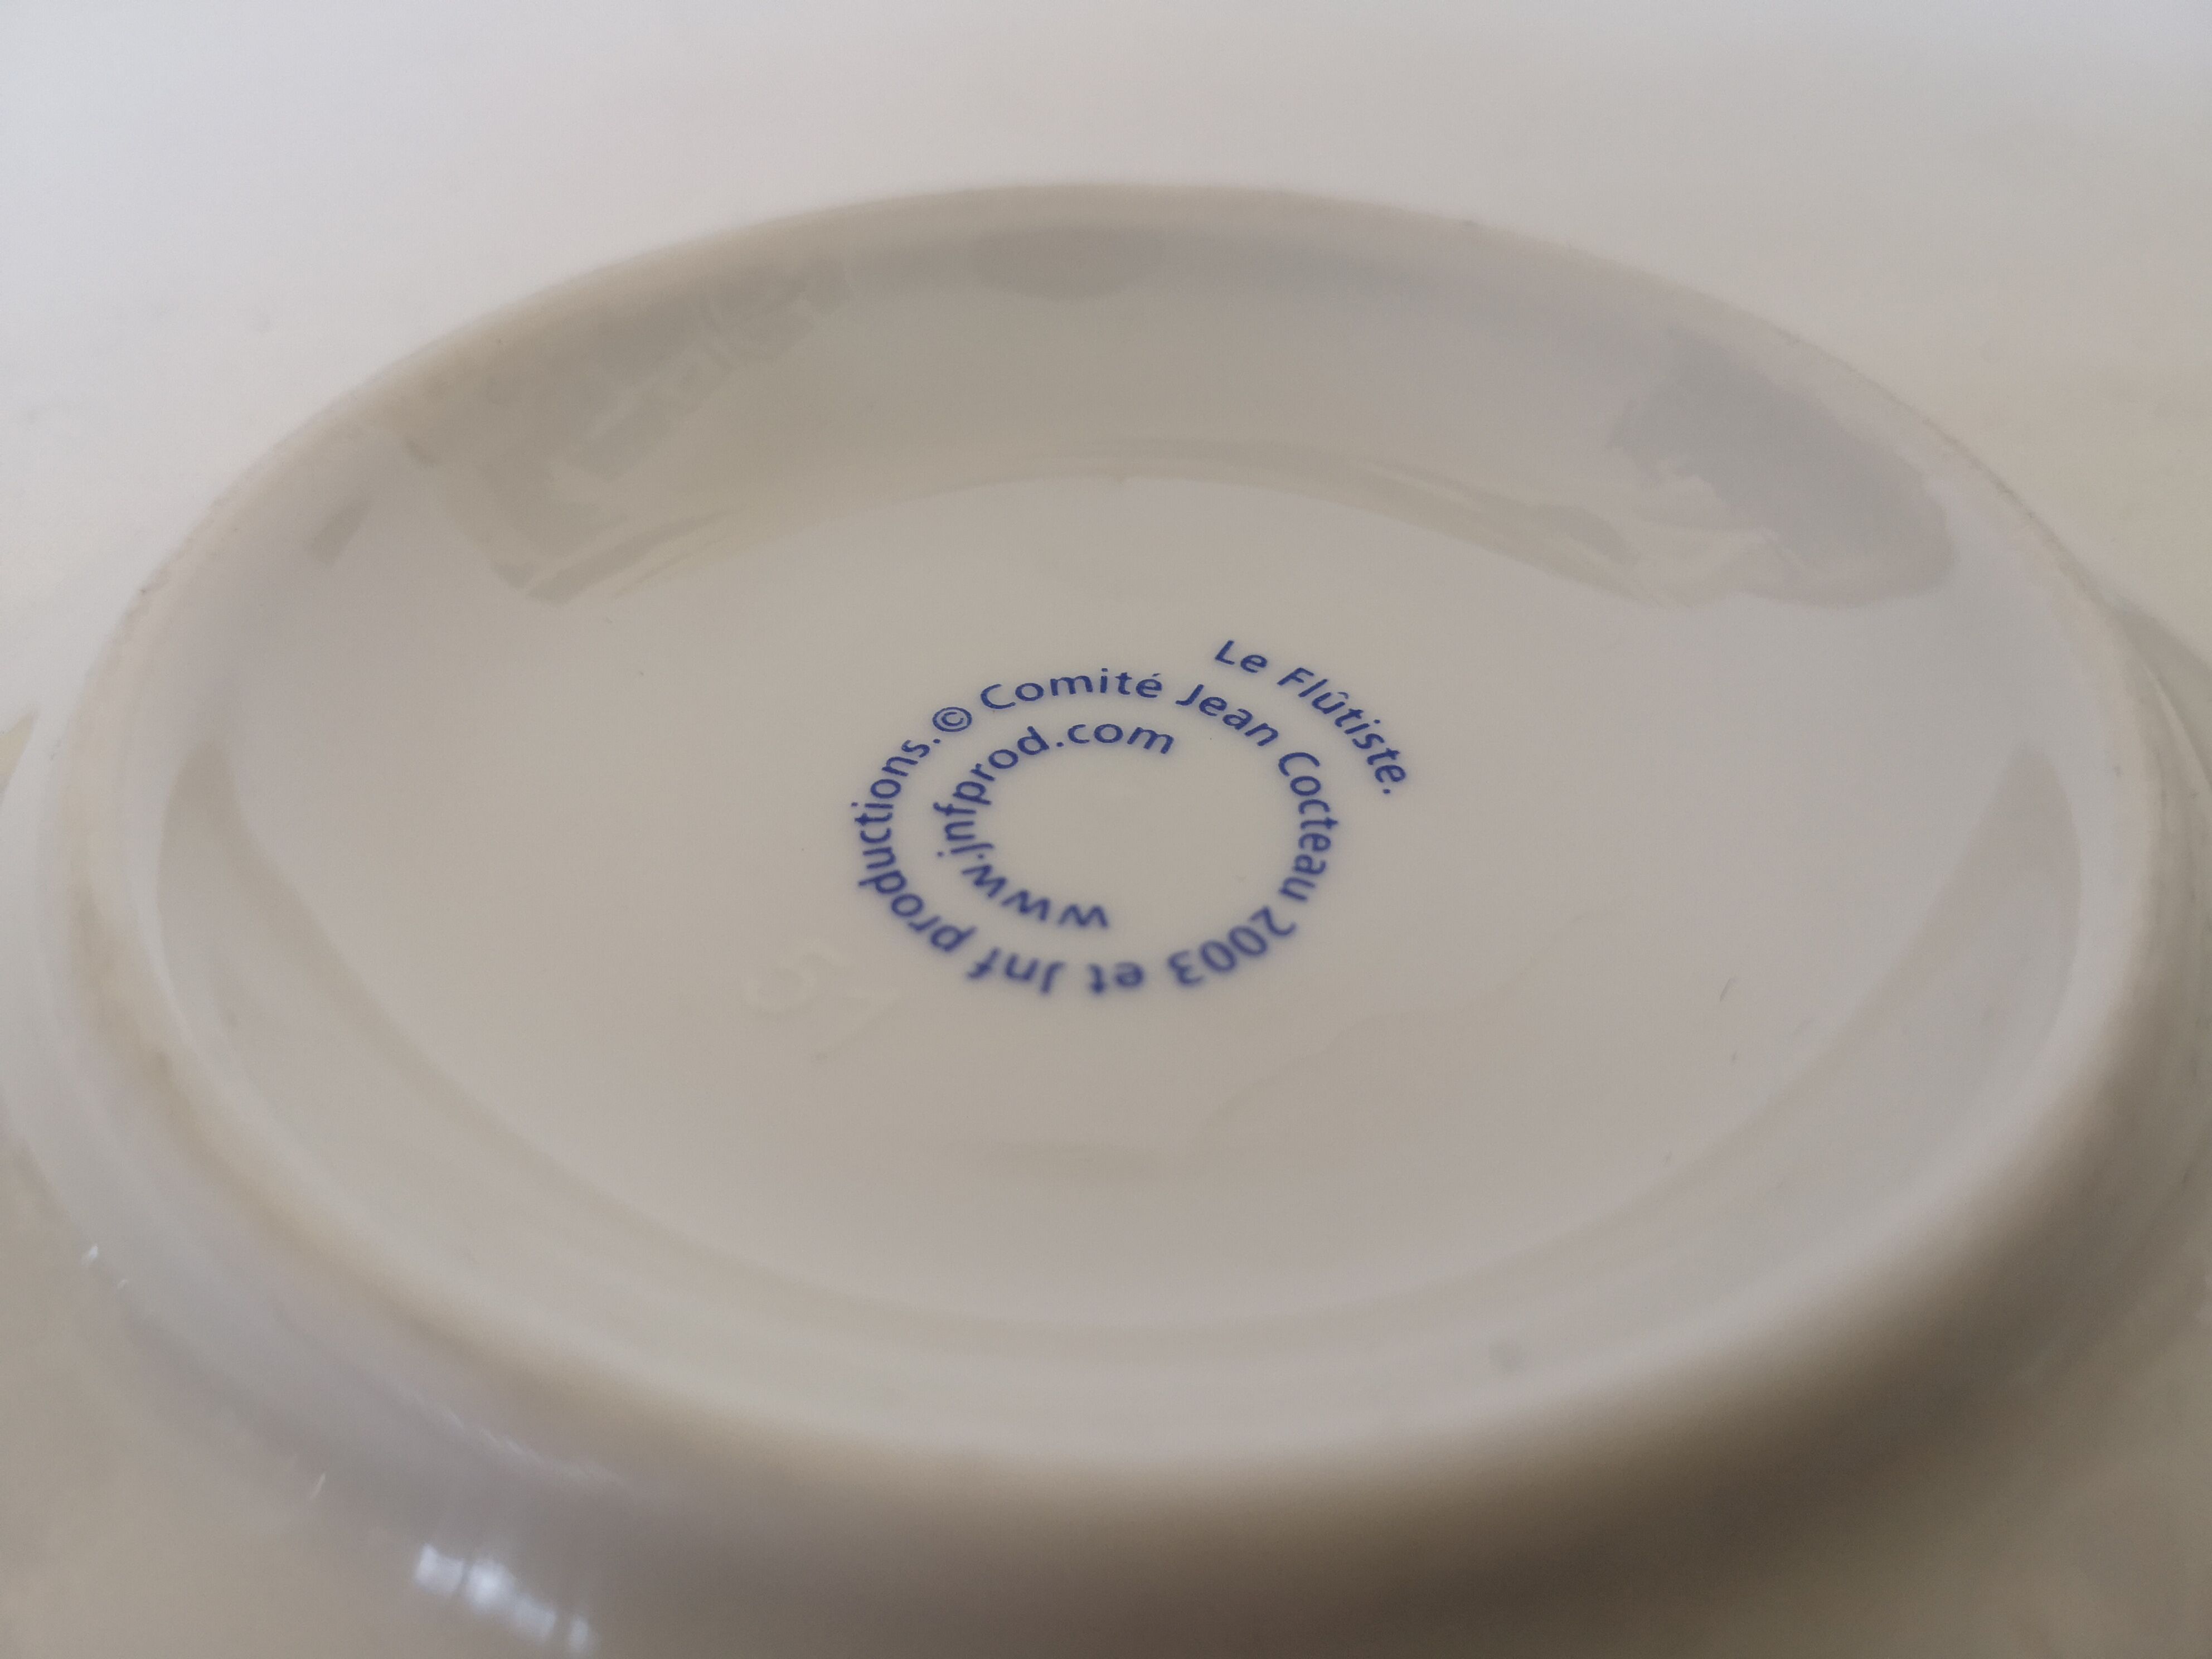 Le Flûtiste.
© Comité Jean Cocteau 2003 et Jnf productions.
www.jnfprod.com